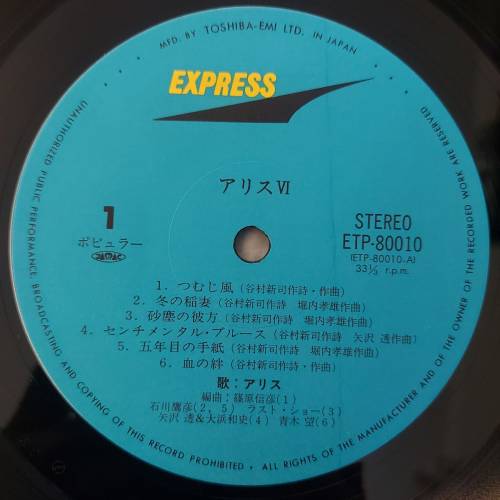 MFD. BY TOSHIBA-EMI LTD. IN JAPAN
EXPRESS
アリスⅥ
1
ポピュラー
STEREO
ETP-80010
(ETP-80010-A)
33⅓ r.p.m.
1. つむじ風 (谷村新司作詩・作曲)
2. 冬の稲妻 (谷村新司作詩 堀内孝雄作曲)
3. 砂塵の彼方 (谷村新司作詩 堀内孝雄作曲)
4. センチメンタル・ブルース (谷村新司作詩 矢沢 透作曲)
5. 五年目の手紙 (谷村新司作詩 堀内孝雄作曲)
6. 血の絆 (谷村新司作詩・作曲)
歌：アリス
編曲：篠原信彦(1)
石川鷹彦(2, 5) ラスト・ショー(3)
矢沢 透&大浜和史(4) 青木 望(6)
UNAUTHORIZED PUBLIC PERFORMANCE, BROADCASTING AND COPYING OF THIS RECORD PROHIBITED • ALL RIGHTS OF THE MANUFACTURER AND OF THE OWNER OF THE RECORDED WORK ARE RESERVED